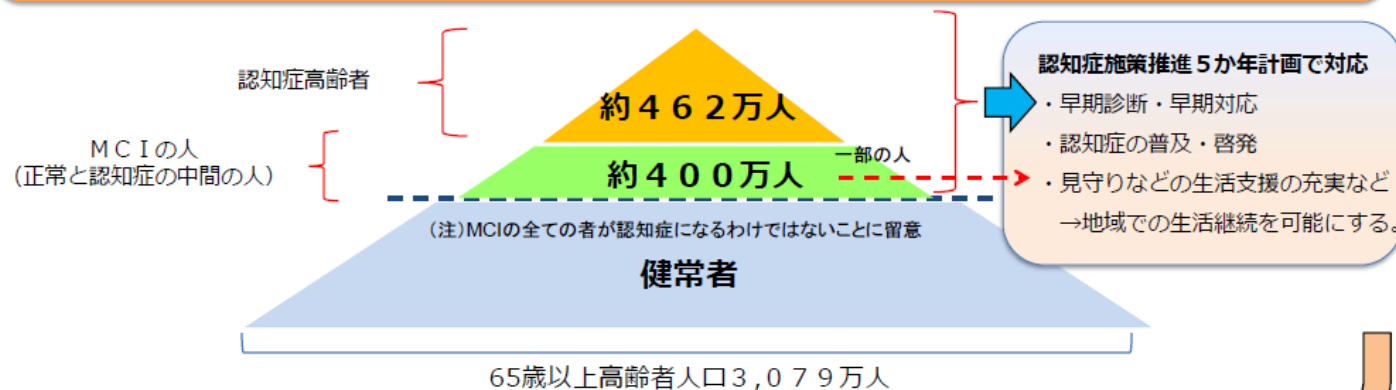 認知症高齢者
約４６２万人
ＭＣＩの人
（正常と認知症の中間の人）
約４００万人
一部の人
認知症施策推進５か年計画で対応
・早期診断・早期対応
・認知症の普及・啓発
・見守りなどの生活支援の充実など
→地域での生活継続を可能にする。
（注）MCIの全ての者が認知症になるわけではないことに留意
健常者
65歳以上高齢者人口３,０７９万人